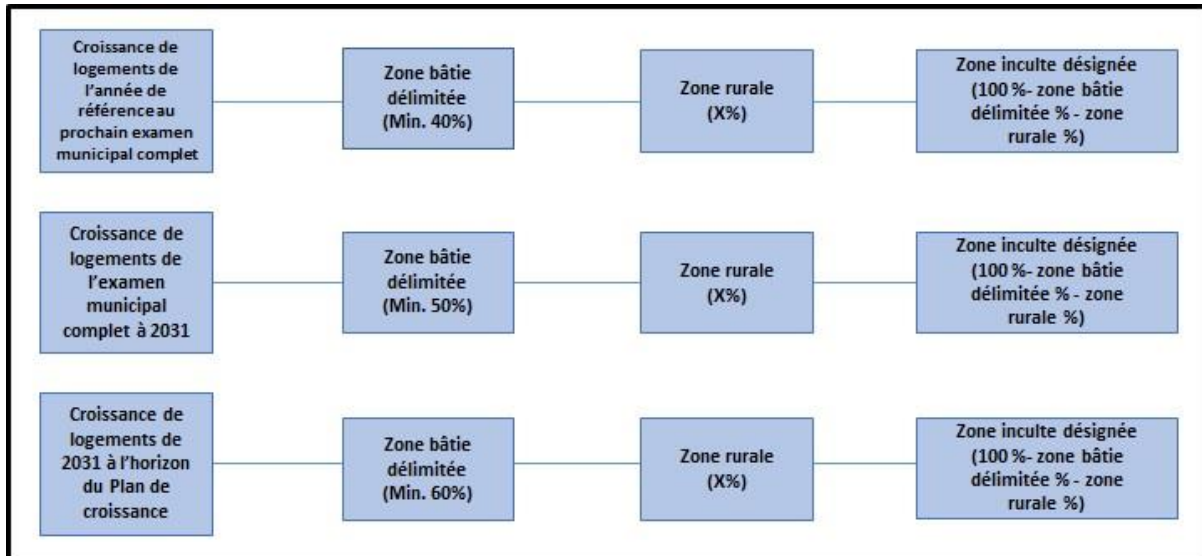 Croissance de
logements de
l'année de
référence au
prochain examen
municipal complet
Zone bâtie
délimitée
(Min. 40%)
Zone rurale
(X%)
Zone inculte désignée
(100 %- zone bâtie
délimitée % - zone
rurale %)
Croissance de
logements de
l'examen
municipal
complet à 2031
Zone bâtie
délimitée
(Min. 50%)
Zone rurale
(X%)
Zone inculte désignée
(100 %- zone bâtie
délimitée % - zone
rurale %)
Croissance de
logements de
2031 à l'horizon
du Plan de
croissance
Zone bâtie
délimitée
(Min. 60%)
Zone rurale
(X%)
Zone inculte désignée
(100 %- zone bâtie
délimitée % - zone
rurale %)